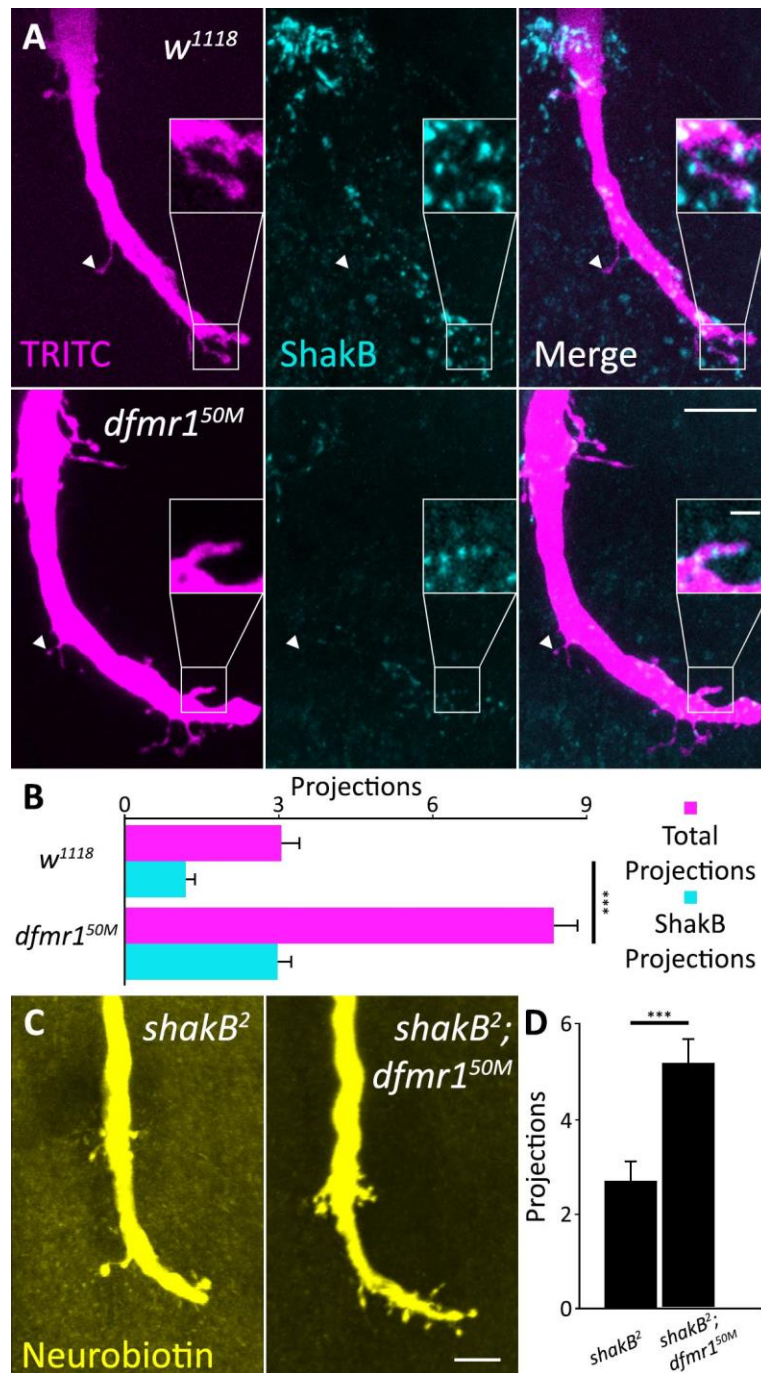 A
w¹¹¹⁸
TRITC
ShakB
Merge
dfmr1⁵⁰ᴹ
B
Projections
0
3
6
9
w¹¹¹⁸
dfmr1⁵⁰ᴹ
***
Total
Projections
ShakB
Projections
C
shakB²
shakB²;
dfmr1⁵⁰ᴹ
Neurobiotin
D
***
Projections
6
4
2
0
shakB²
shakB²;
dfmr1⁵⁰ᴹ